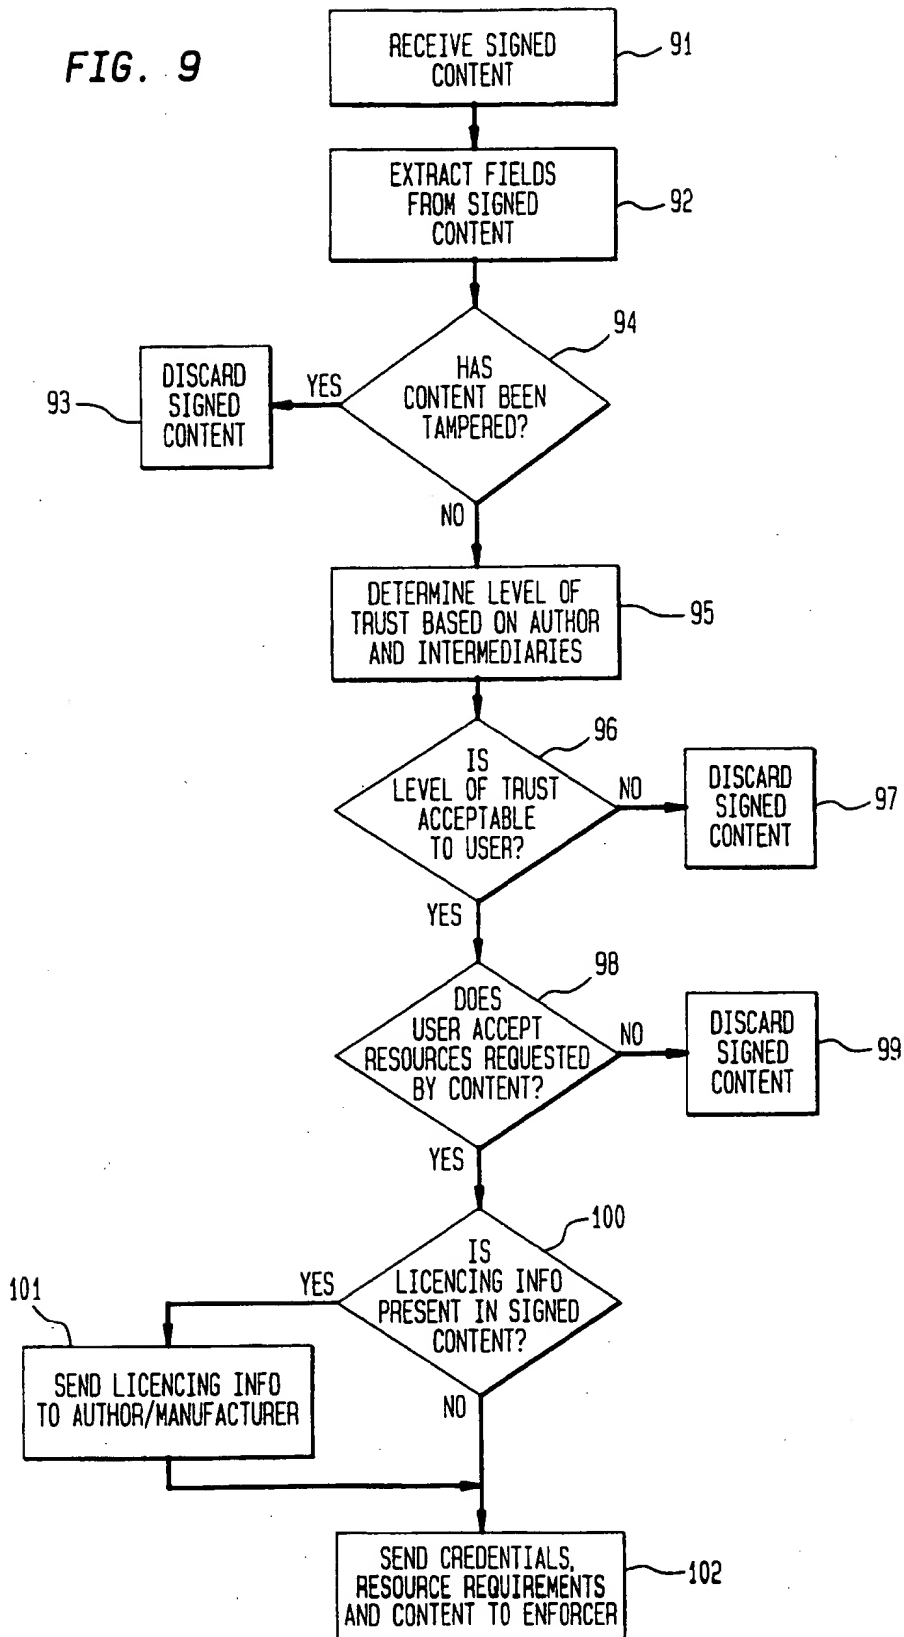 FIG. 9
RECEIVE SIGNED
CONTENT
91
EXTRACT FIELDS
FROM SIGNED
CONTENT
92
94
HAS
CONTENT BEEN
TAMPERED?
YES
DISCARD
SIGNED
CONTENT
93
NO
DETERMINE LEVEL OF
TRUST BASED ON AUTHOR
AND INTERMEDIARIES
95
96
IS
LEVEL OF TRUST
ACCEPTABLE
TO USER?
NO
DISCARD
SIGNED
CONTENT
97
YES
98
DOES
USER ACCEPT
RESOURCES REQUESTED
BY CONTENT?
NO
DISCARD
SIGNED
CONTENT
99
YES
100
IS
LICENCING INFO
PRESENT IN SIGNED
CONTENT?
YES
101
SEND LICENCING INFO
TO AUTHOR/MANUFACTURER
NO
SEND CREDENTIALS,
RESOURCE REQUIREMENTS
AND CONTENT TO ENFORCER
102